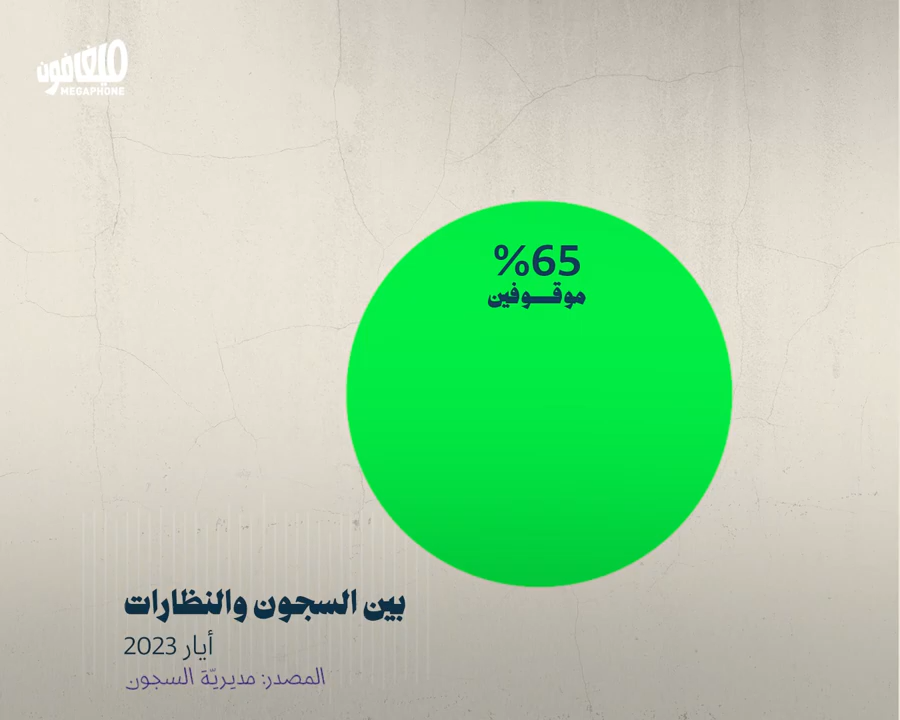 ميغافون
MEGAPHONE
%65
موقوفين
بين السجون والنظارات
أيار 2023
المصدر: مديريّة السجون